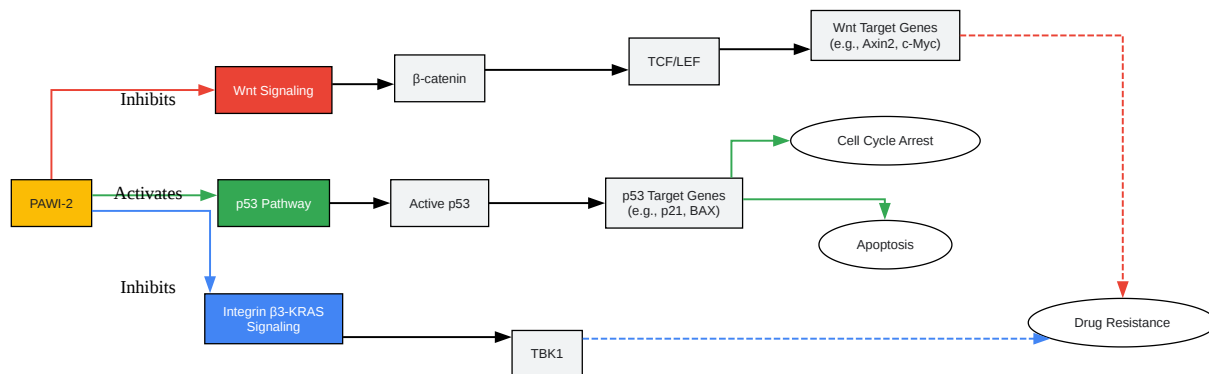 Wnt Target Genes
(e.g., Axin2, c-Myc)
TCF/LEF
β-catenin
Wnt Signaling
Inhibits
Cell Cycle Arrest
PAWI-2
Activates
p53 Pathway
Active p53
p53 Target Genes
(e.g., p21, BAX)
Apoptosis
Inhibits
Integrin β3-KRAS
Signaling
TBK1
Drug Resistance